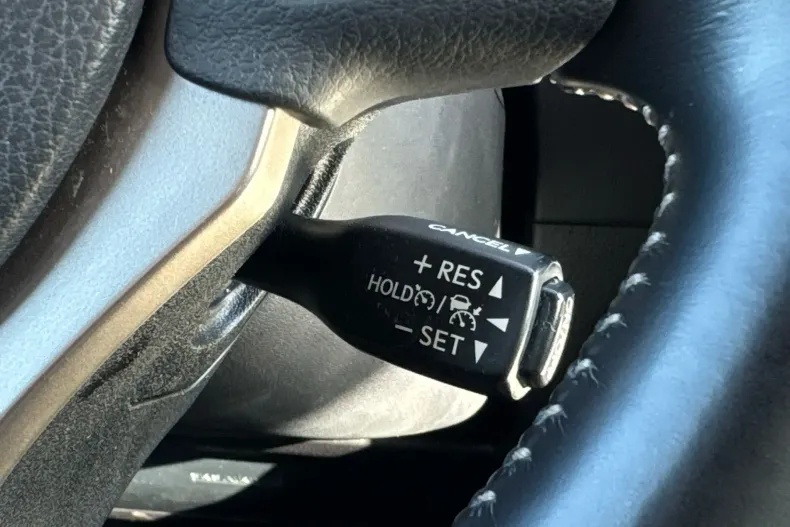 CANCEL ▼
+ RES ▲
HOLD / ◀
− SET ▼